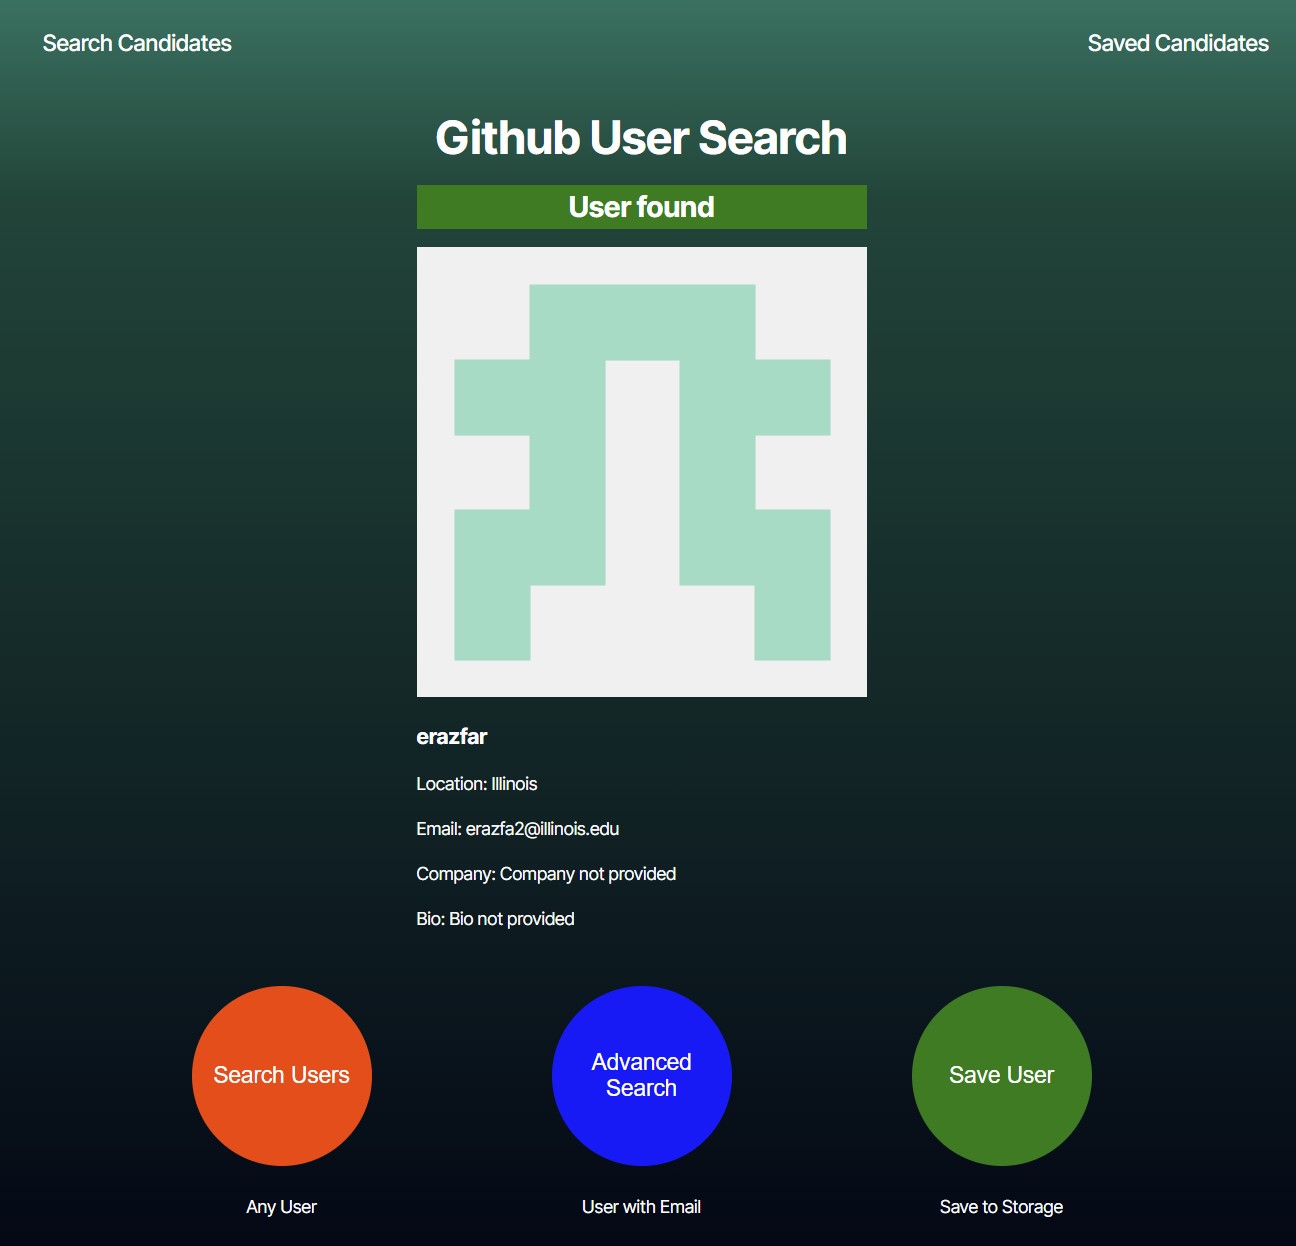 Search Candidates
Saved Candidates
Github User Search
User found
erazfar
Location: Illinois
Email: erazfa2@illinois.edu
Company: Company not provided
Bio: Bio not provided
Search Users
Advanced
Search
Save User
Any User
User with Email
Save to Storage